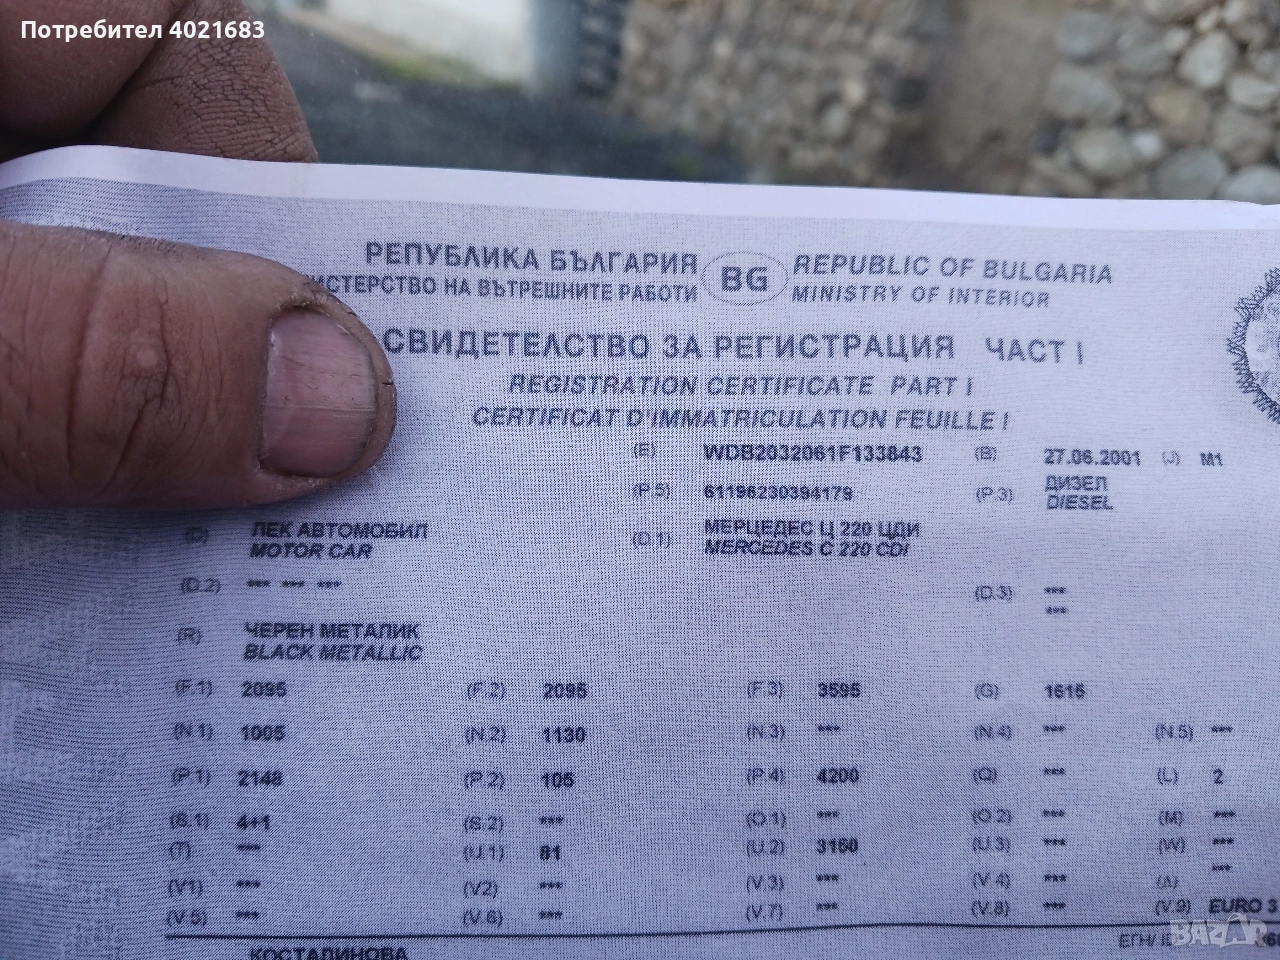 Потребител 4021683
РЕПУБЛИКА БЪЛГАРИЯ BG REPUBLIC OF BULGARIA
ИСТЕРСТВО НА ВЪТРЕШНИТЕ РАБОТИ MINISTRY OF INTERIOR
СВИДЕТЕЛСТВО ЗА РЕГИСТРАЦИЯ ЧАСТ I
REGISTRATION CERTIFICATE PART I
CERTIFICAT D'IMMATRICULATION FEUILLE I
(E) WDB2032061F133843 (B) 27.06.2001 (J) M1
(P.5) 61196230394179 (P.3) ДИЗЕЛ
DIESEL
(D) ЛЕК АВТОМОБИЛ (D.1) МЕРЦЕДЕС Ц 220 ЦДИ
MOTOR CAR MERCEDES C 220 CDI
(D.2) *** *** *** (D.3) ***
***
(R) ЧЕРЕН МЕТАЛИК
BLACK METALLIC
(F.1) 2095 (F.2) 2095 (F.3) 3595 (G) 1615
(N.1) 1005 (N.2) 1130 (N.3) *** (N.4) *** (N.5) ***
(P.1) 2148 (P.2) 105 (P.4) 4200 (Q) *** (L) 2
(S.1) 4+1 (S.2) *** (O.1) *** (O.2) *** (M) ***
(T) *** (U.1) 81 (U.2) 3150 (U.3) *** (W) ***
(V1) *** (V2) *** (V.3) *** (V.4) *** (A) ***
(V.5) *** (V.6) *** (V.7) *** (V.8) *** (V.9) EURO 3
КОСТАДИНОВА ЕГН/
BAZAR